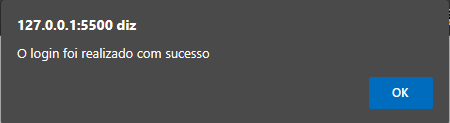 127.0.0.1:5500 diz
O login foi realizado com sucesso
OK